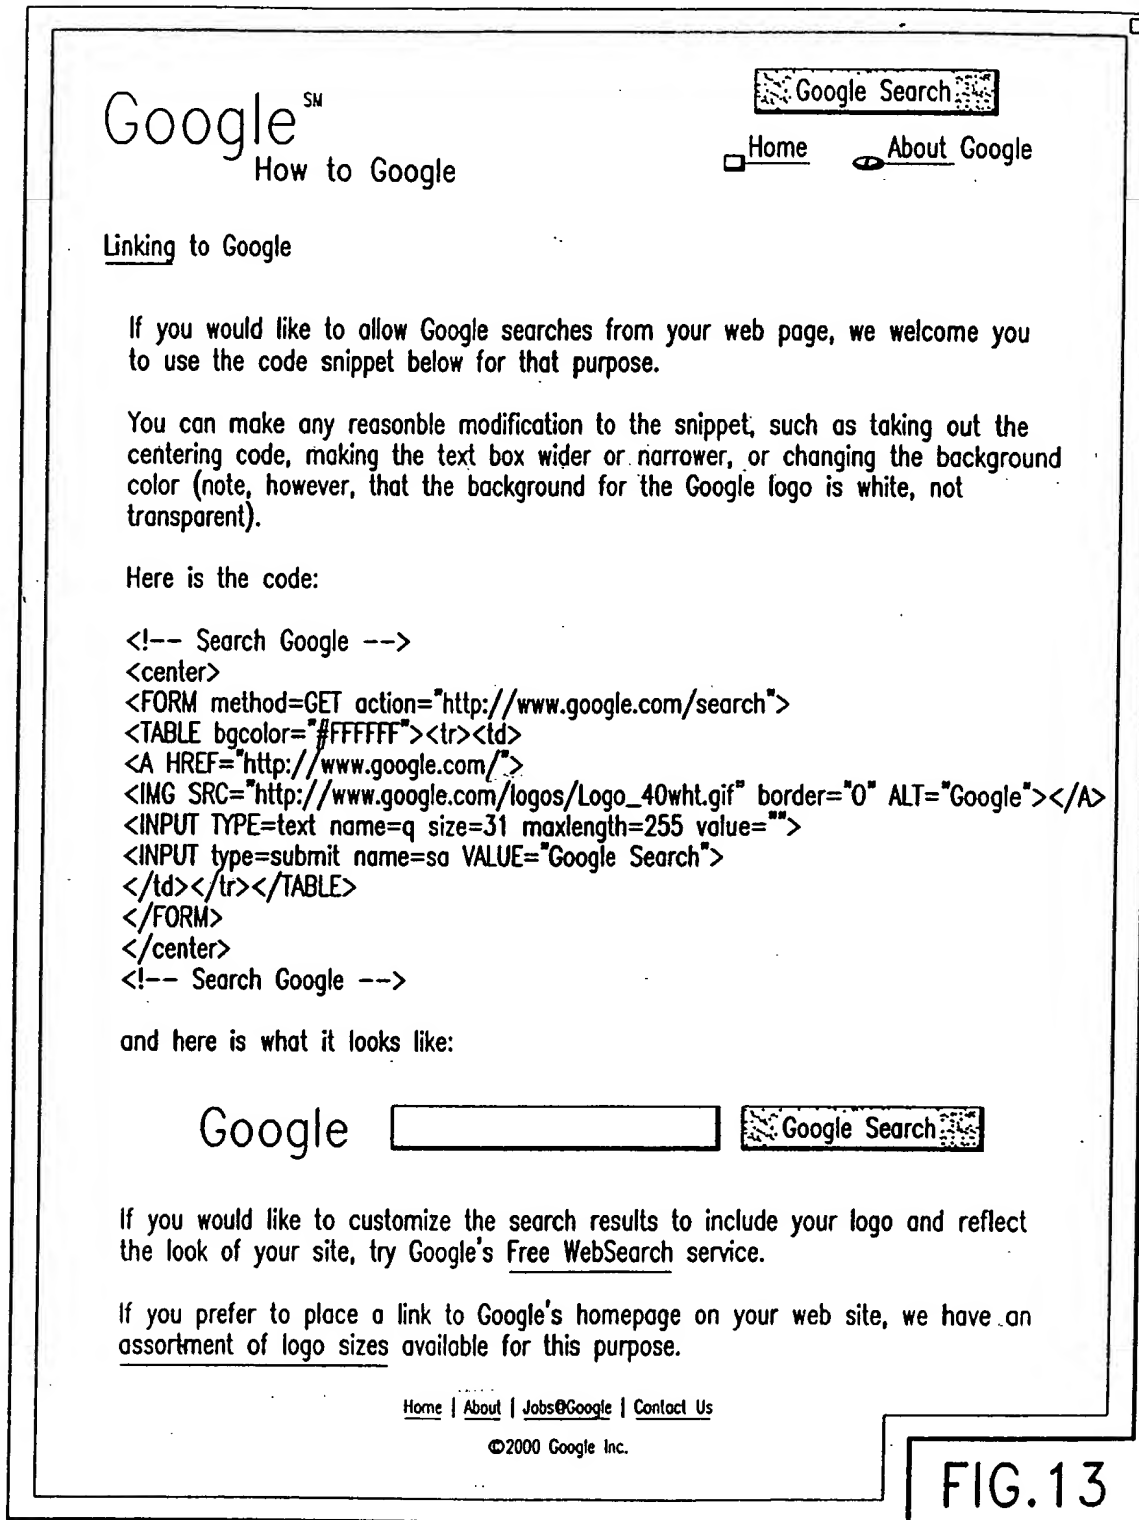 Google℠
Google Search
How to Google
Home About Google
Linking to Google
If you would like to allow Google searches from your web page, we welcome you
to use the code snippet below for that purpose.
You can make any reasonble modification to the snippet, such as taking out the
centering code, making the text box wider or narrower, or changing the background
color (note, however, that the background for the Google logo is white, not
transparent).
Here is the code:
<!-- Search Google -->
<center>
<FORM method=GET action="http://www.google.com/search">
<TABLE bgcolor="#FFFFFF"><tr><td>
<A HREF="http://www.google.com/">
<IMG SRC="http://www.google.com/logos/Logo_40wht.gif" border="0" ALT="Google"></A>
<INPUT TYPE=text name=q size=31 maxlength=255 value="">
<INPUT type=submit name=sa VALUE="Google Search">
</td></tr></TABLE>
</FORM>
</center>
<!-- Search Google -->
and here is what it looks like:
Google Google Search
If you would like to customize the search results to include your logo and reflect
the look of your site, try Google's Free WebSearch service.
If you prefer to place a link to Google's homepage on your web site, we have an
assortment of logo sizes available for this purpose.
Home | About | Jobs@Google | Contact Us
©2000 Google Inc.
FIG.13